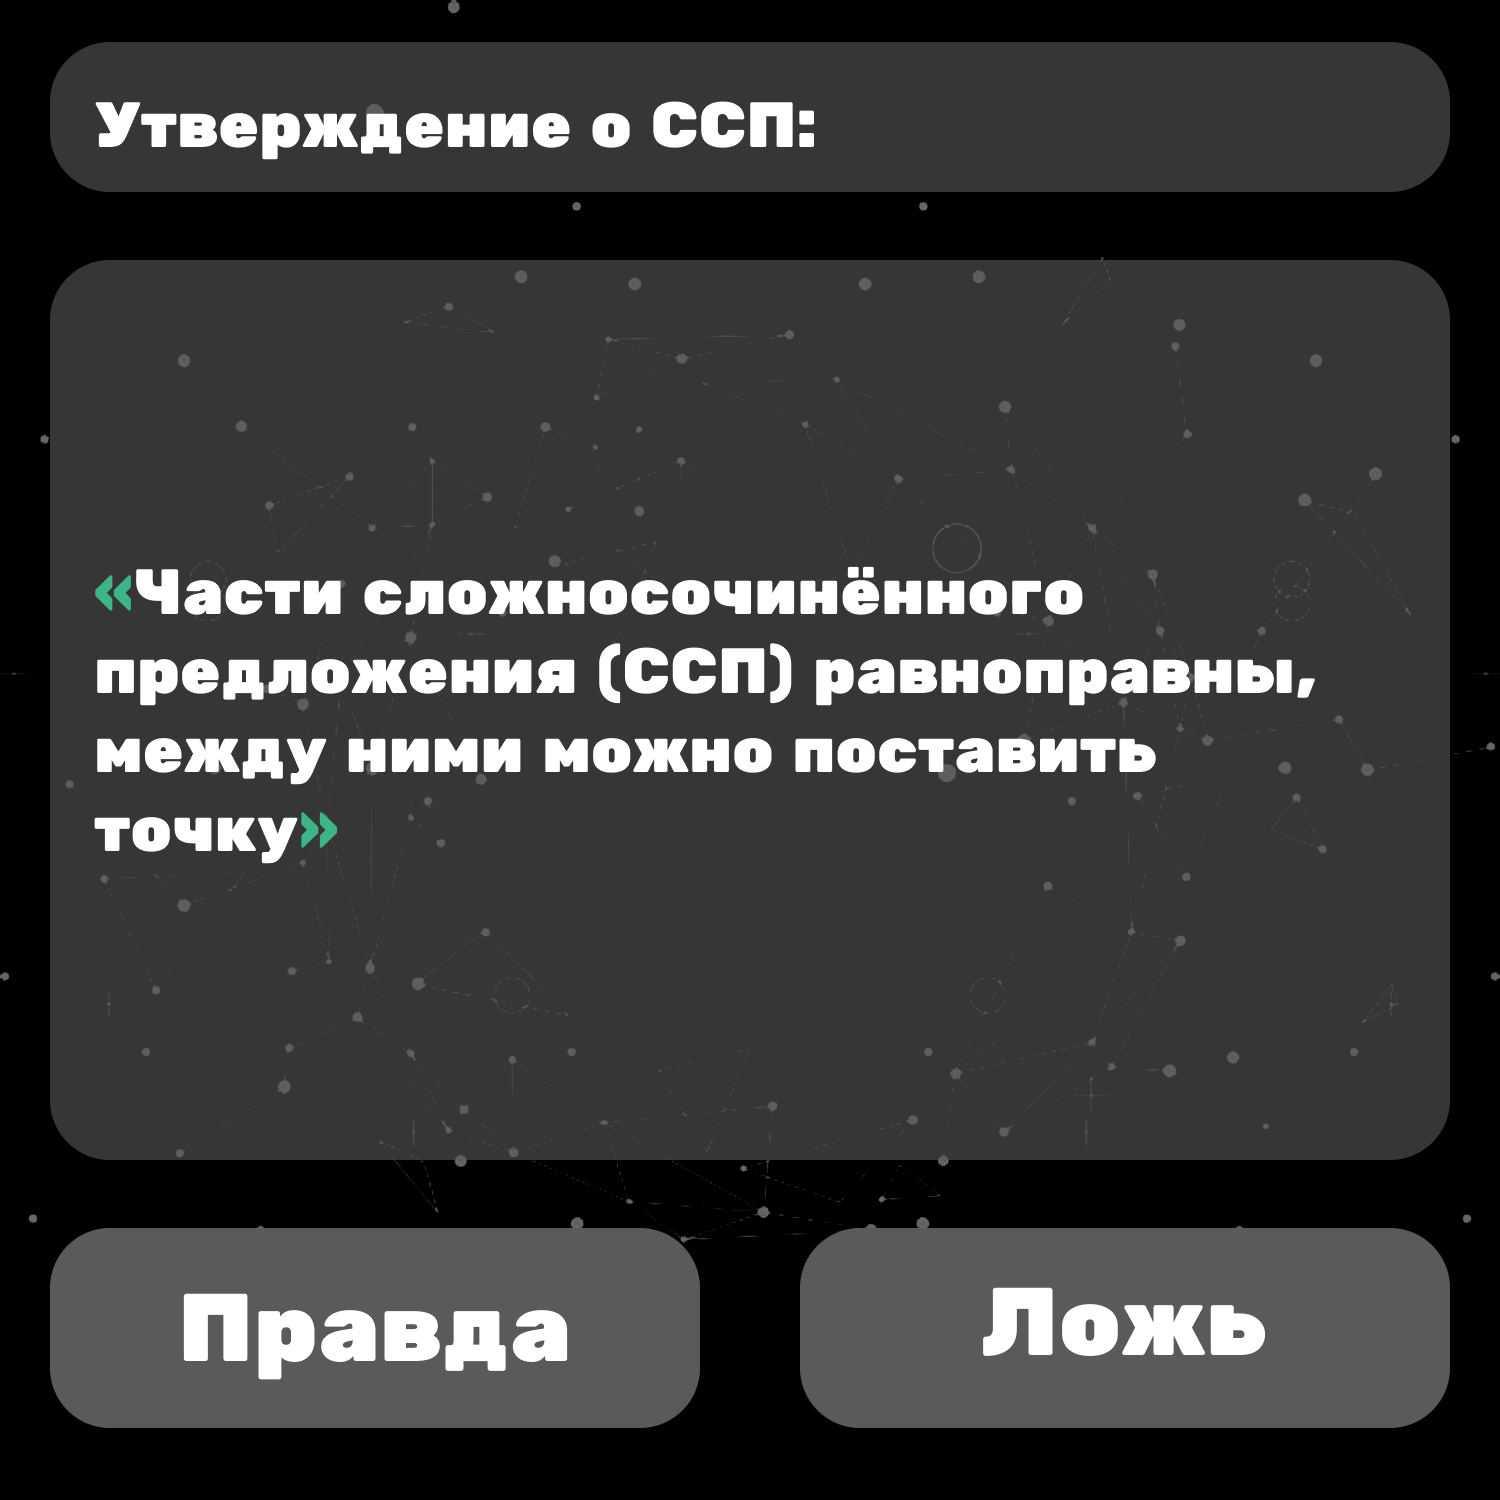 Утверждение о ССП:
«Части сложносочинённого
предложения (ССП) равноправны,
между ними можно поставить
точку»
Правда
Ложь